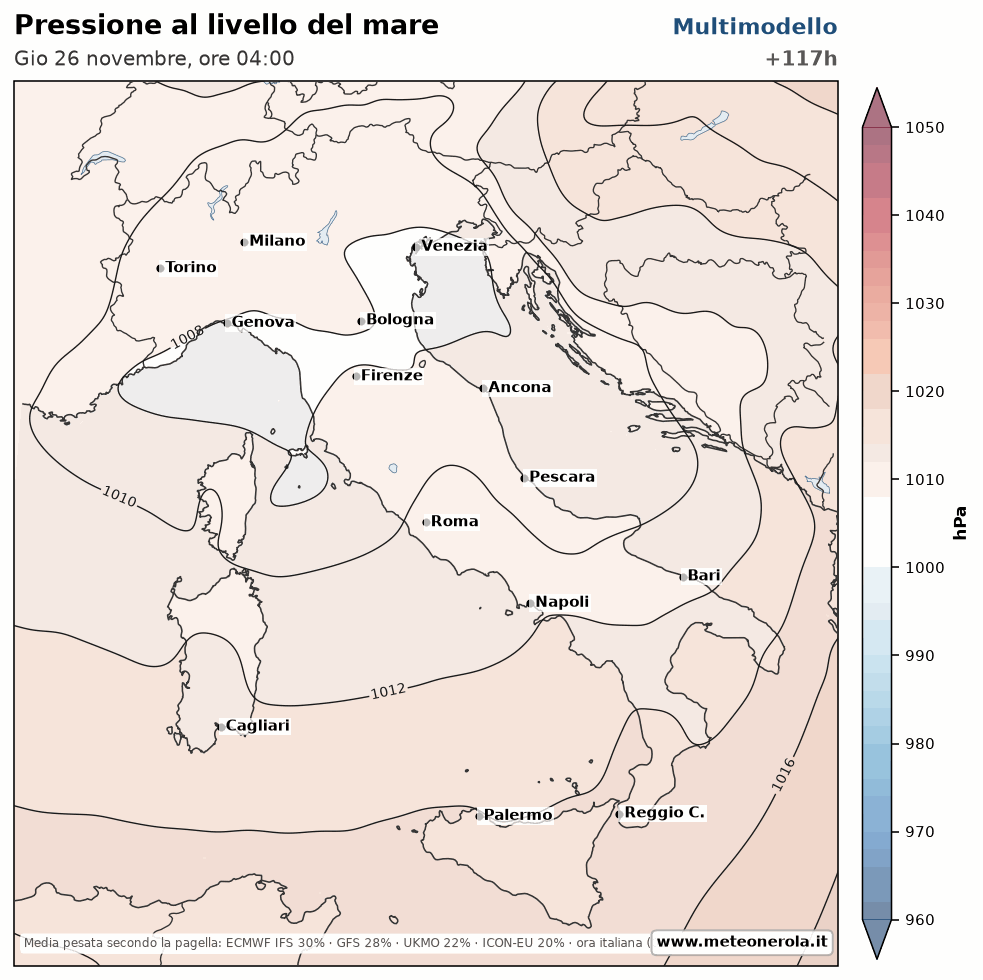 Pressione al livello del mare
Multimodello
Gio 26 novembre, ore 04:00
+117h
Milano
Venezia
Torino
Genova
Bologna
1008
Firenze
Ancona
Pescara
1010
Roma
Bari
Napoli
1012
Cagliari
1016
Palermo
Reggio C.
1050
1040
1030
1020
1010
1000
990
980
970
960
hPa
Media pesata secondo la pagella: ECMWF IFS 30% · GFS 28% · UKMO 22% · ICON-EU 20% · ora italiana (
www.meteonerola.it